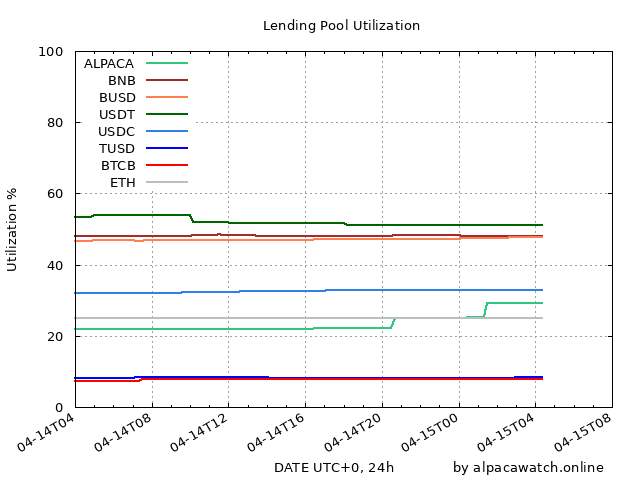 Lending Pool Utilization
Utilization %
100
80
60
40
20
0
ALPACA
BNB
BUSD
USDT
USDC
TUSD
BTCB
ETH
04-14T04
04-14T08
04-14T12
04-14T16
04-14T20
04-15T00
04-15T04
04-15T08
DATE UTC+0, 24h
by alpacawatch.online